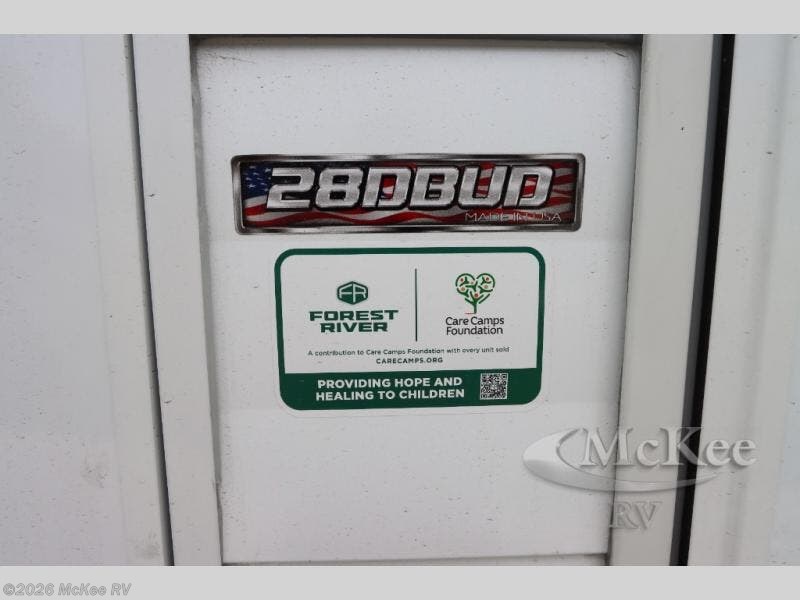 28DBUD
MADE IN USA
FR
FOREST
RIVER
Care Camps
Foundation
A contribution to Care Camps Foundation with every unit sold
CARECAMPS.ORG
PROVIDING HOPE AND
HEALING TO CHILDREN
McKee
RV
©2026 McKee RV